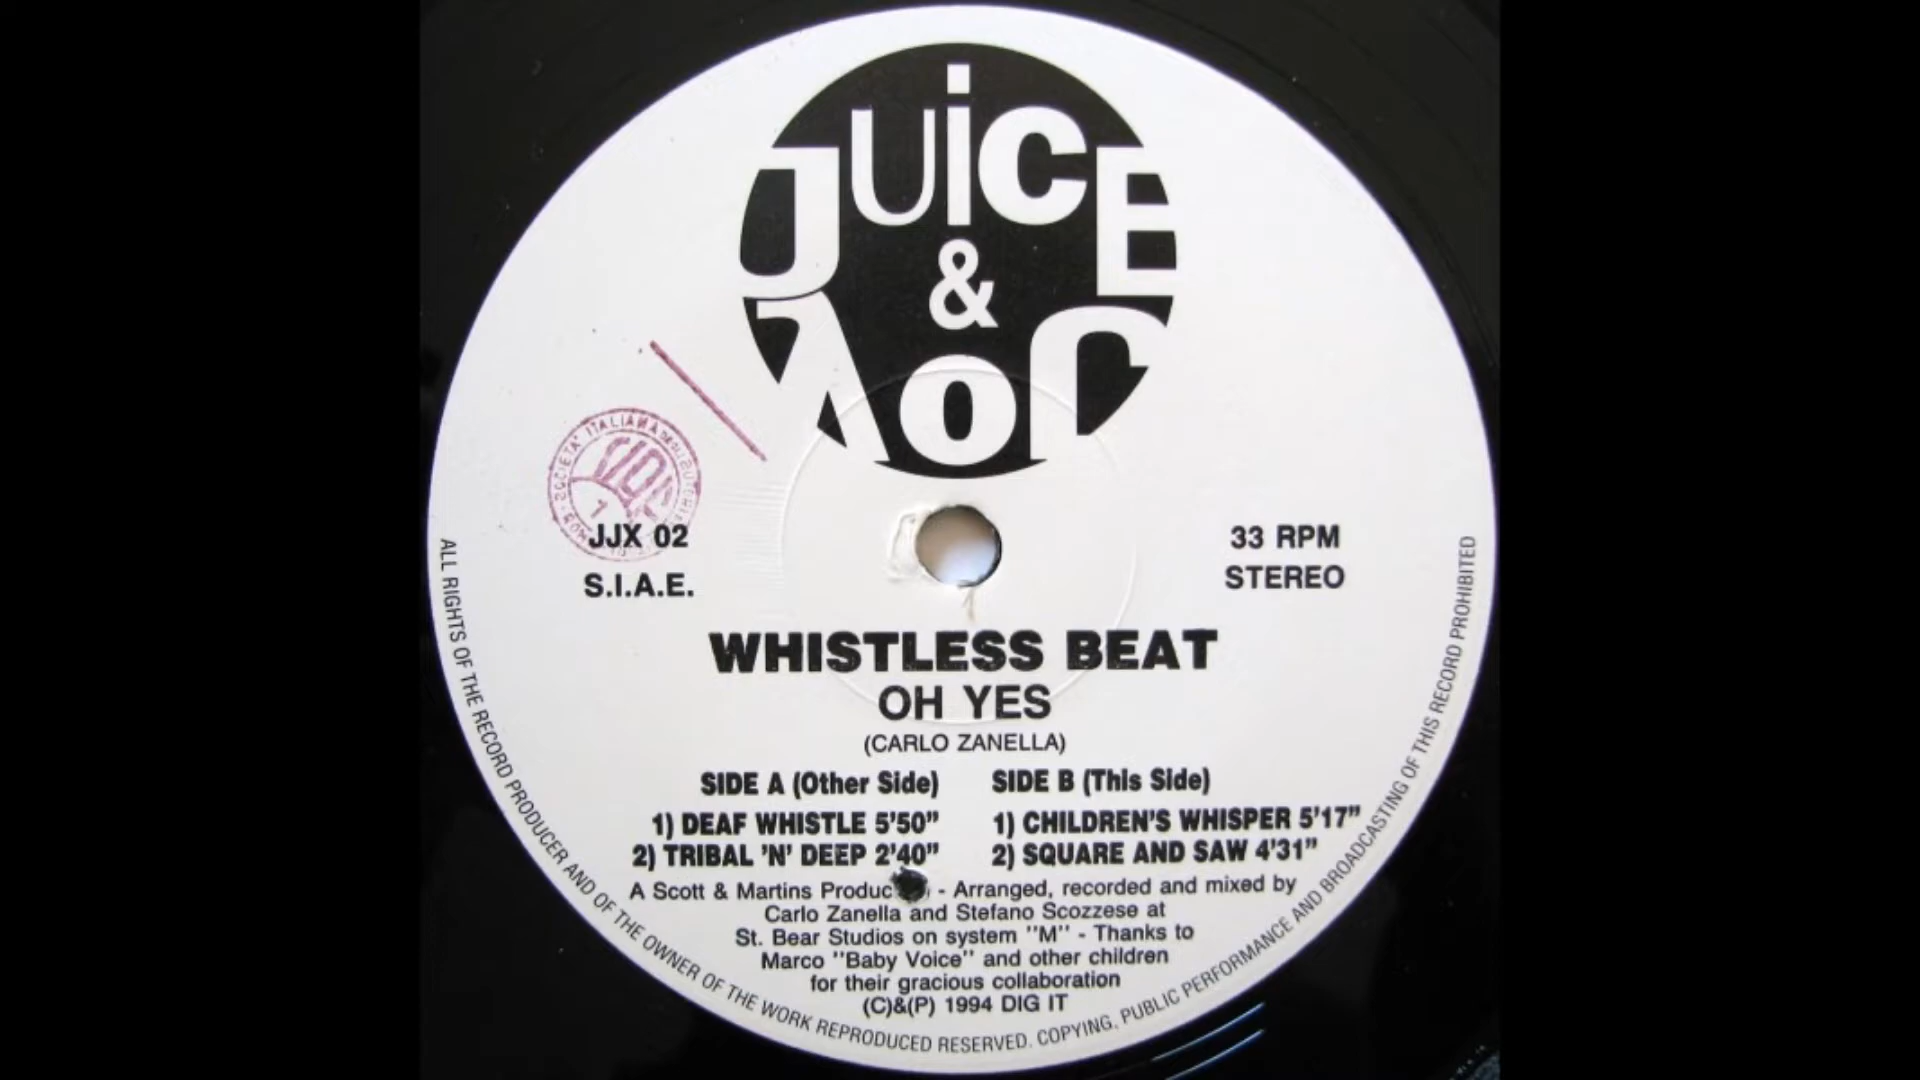 JUiCE
&
JJX 02
S.I.A.E.
33 RPM
STEREO
WHISTLESS BEAT
OH YES
(CARLO ZANELLA)
SIDE A (Other Side)
1) DEAF WHISTLE 5'50"
2) TRIBAL 'N' DEEP 2'40"
SIDE B (This Side)
1) CHILDREN'S WHISPER 5'17"
2) SQUARE AND SAW 4'31"
A Scott & Martins - Arranged, recorded and mixed by
Carlo Zanella and Stefano Scozzese at
St. Bear Studios on system "M" - Thanks to
Marco "Baby Voice" and other children
for their gracious collaboration
(C)&(P) 1994 DIG IT
ALL RIGHTS OF THE RECORD PRODUCER AND OF THE OWNER OF THE WORK REPRODUCED RESERVED. COPYING, PUBLIC PERFORMANCE AND BROADCASTING OF THIS RECORD PROHIBITED